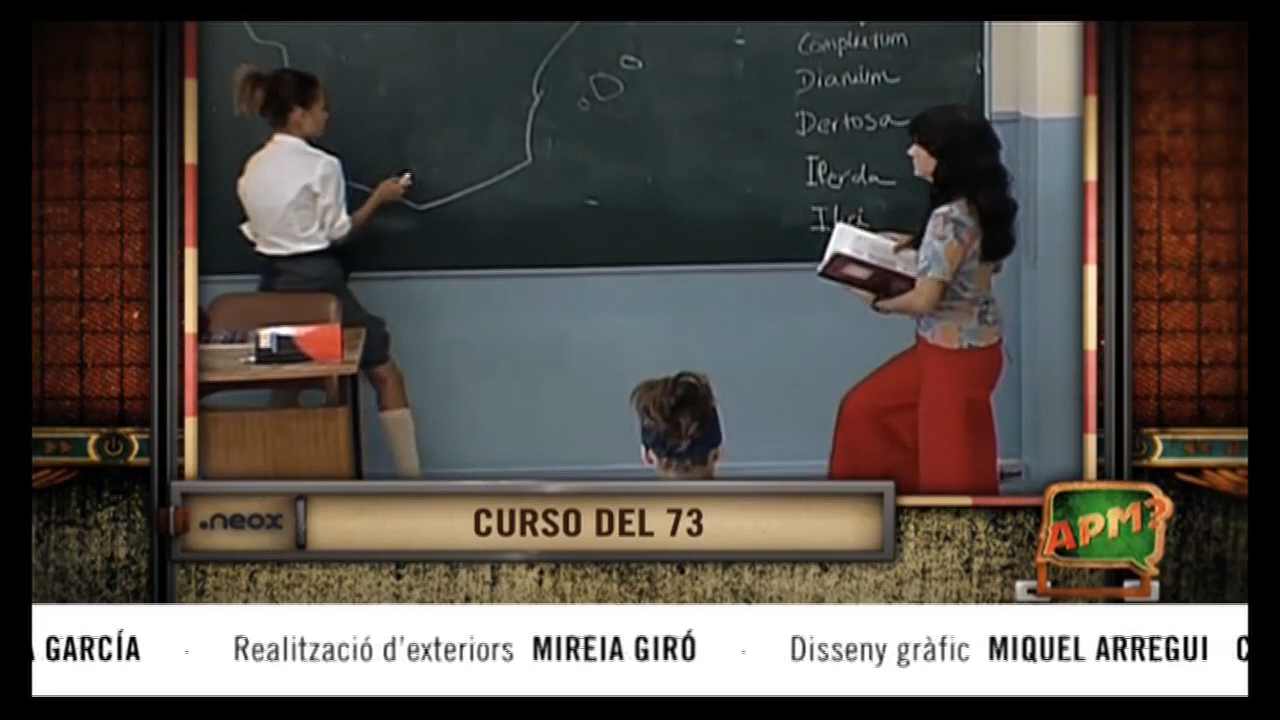 Complutum
Dianium
Dertosa
Ilerda
.neox
CURSO DEL 73
APM?
GARCÍA · Realització d'exteriors MIREIA GIRÓ · Disseny gràfic MIQUEL ARREGUI